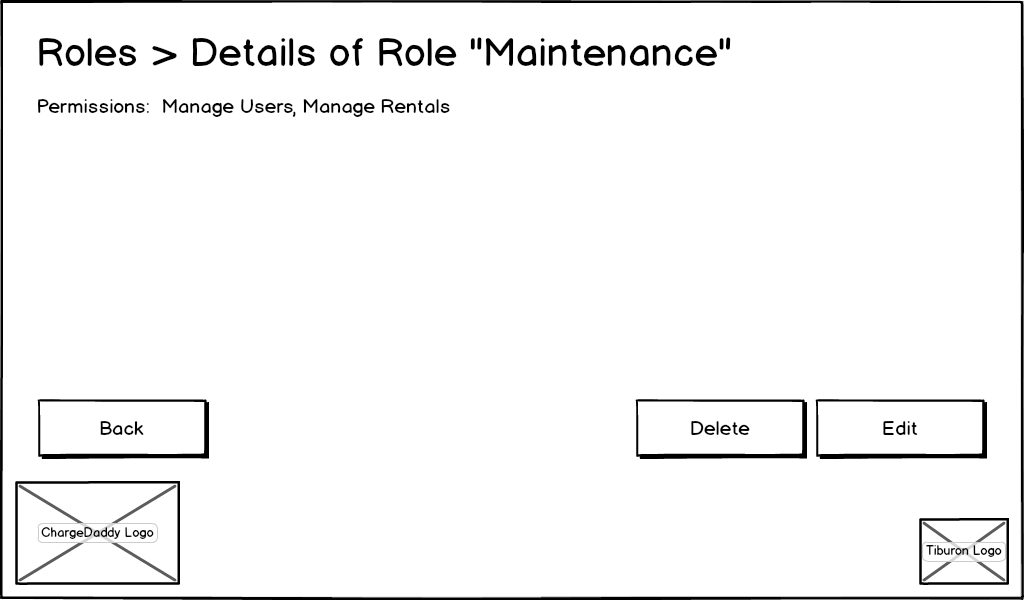 Roles > Details of Role "Maintenance"
Permissions: Manage Users, Manage Rentals
Back
Delete
Edit
ChargeDaddy Logo
Tiburon Logo